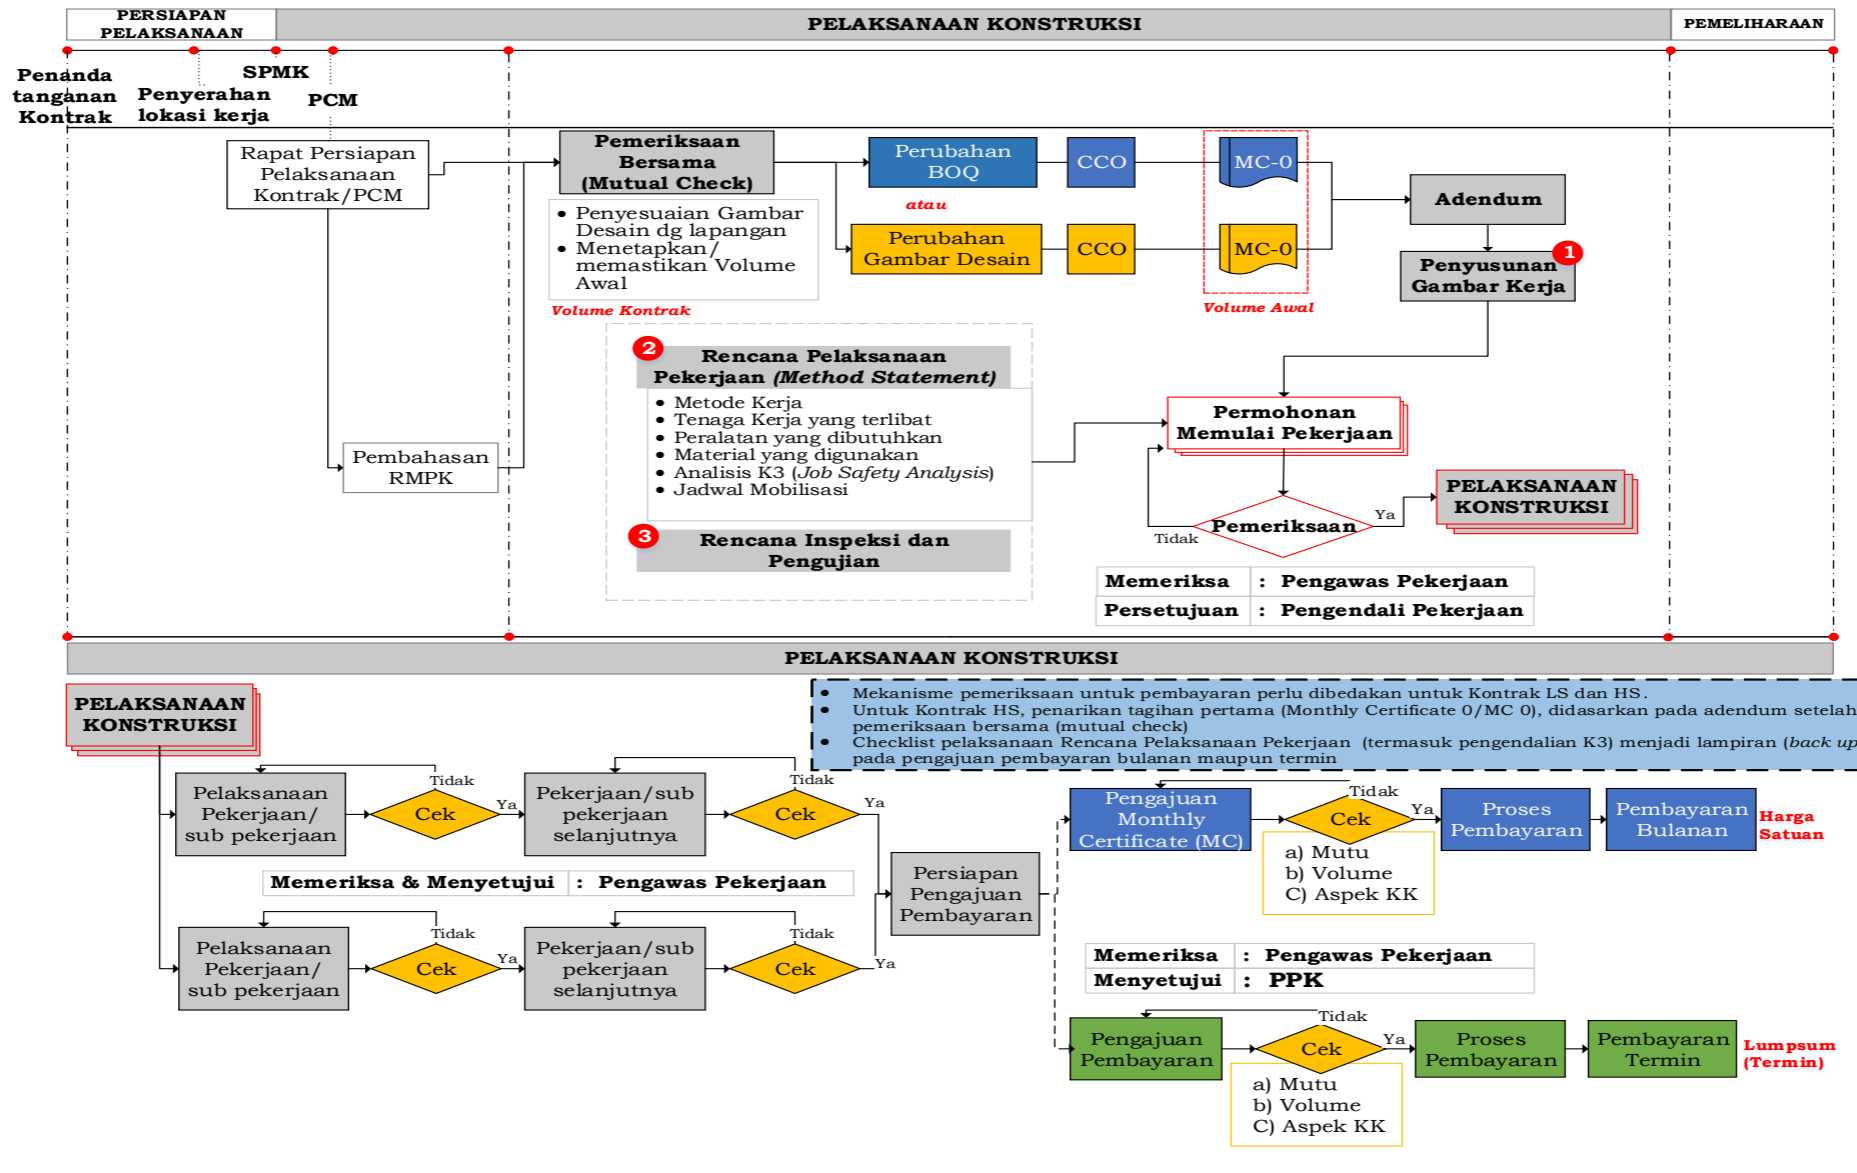 PERSIAPAN
PELAKSANAAN
PELAKSANAAN KONSTRUKSI
PEMELIHARAAN
Penanda
tanganan
Kontrak
Penyerahan
lokasi kerja
SPMK
PCM
Rapat Persiapan
Pelaksanaan
Kontrak/PCM
Pembahasan
RMPK
Pemeriksaan
Bersama
(Mutual Check)
• Penyesuaian Gambar
Desain dg lapangan
• Menetapkan/
memastikan Volume
Awal
Volume Kontrak
Perubahan
BOQ
CCO
MC-0
atau
Perubahan
Gambar Desain
CCO
MC-0
Volume Awal
Adendum
1
Penyusunan
Gambar Kerja
2
Rencana Pelaksanaan
Pekerjaan (Method Statement)
• Metode Kerja
• Tenaga Kerja yang terlibat
• Peralatan yang dibutuhkan
• Material yang digunakan
• Analisis K3 (Job Safety Analysis)
• Jadwal Mobilisasi
3
Rencana Inspeksi dan
Pengujian
Permohonan
Memulai Pekerjaan
Pemeriksaan
Tidak
Ya
PELAKSANAAN
KONSTRUKSI
Memeriksa : Pengawas Pekerjaan
Persetujuan : Pengendali Pekerjaan
PELAKSANAAN KONSTRUKSI
PELAKSANAAN
KONSTRUKSI
• Mekanisme pemeriksaan untuk pembayaran perlu dibedakan untuk Kontrak LS dan HS.
• Untuk Kontrak HS, penarikan tagihan pertama (Monthly Certificate 0/MC 0), didasarkan pada adendum setelah
pemeriksaan bersama (mutual check)
• Checklist pelaksanaan Rencana Pelaksanaan Pekerjaan (termasuk pengendalian K3) menjadi lampiran (back up
pada pengajuan pembayaran bulanan maupun termin
Pelaksanaan
Pekerjaan/
sub pekerjaan
Cek
Tidak
Ya
Pekerjaan/sub
pekerjaan
selanjutnya
Cek
Tidak
Ya
Memeriksa & Menyetujui : Pengawas Pekerjaan
Pelaksanaan
Pekerjaan/
sub pekerjaan
Cek
Tidak
Ya
Pekerjaan/sub
pekerjaan
selanjutnya
Cek
Tidak
Ya
Persiapan
Pengajuan
Pembayaran
Pengajuan
Monthly
Certificate (MC)
Cek
Tidak
Ya
a) Mutu
b) Volume
C) Aspek KK
Proses
Pembayaran
Pembayaran
Bulanan
Harga
Satuan
Memeriksa : Pengawas Pekerjaan
Menyetujui : PPK
Pengajuan
Pembayaran
Cek
Tidak
Ya
a) Mutu
b) Volume
C) Aspek KK
Proses
Pembayaran
Pembayaran
Termin
Lumpsum
(Termin)